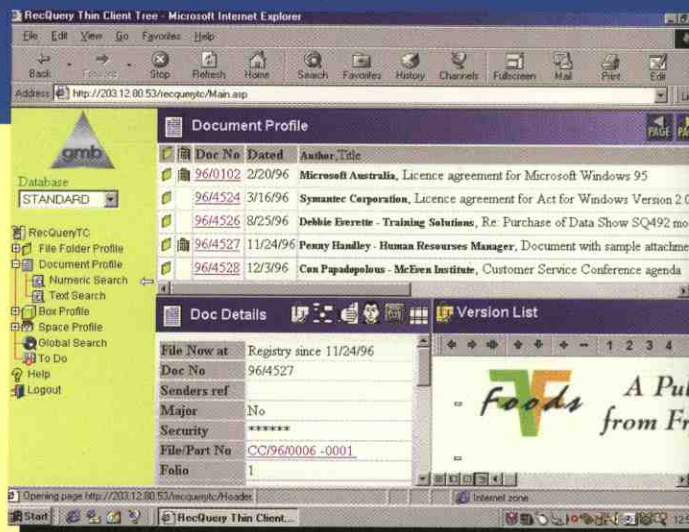 RecQuery Thin Client Tree - Microsoft Internet Explorer
File Edit View Go Favorites Help
Back Stop Refresh Home Search Favorites History Channels Fullscreen Mail Print Edit
Address http://203.12.80.53/recquerytc/Main.asp
gmb
Database
STANDARD
RecQueryTC
File Folder Profile
Document Profile
Numeric Search
Text Search
Box Profile
Space Profile
Global Search
To Do
Help
Logout
Document Profile
PAGE
Doc No Dated Author,Title
96/0102 2/20/96 Microsoft Australia, Licence agreement for Microsoft Windows 95
96/4524 3/16/96 Symantec Corporation, Licence agreement for Act for Windows Version 2.0
96/4526 8/25/96 Debbie Everette - Training Solutions, Re: Purchase of Data Show SQ492 mo
96/4527 11/24/96 Penny Handley - Human Resourses Manager, Document with sample attachme
96/4528 12/3/96 Con Papadopolous - McEven Institute, Customer Service Conference agenda
Doc Details
File Now at Registry since 11/24/96
Doc No 96/4527
Senders ref
Major No
Security ******
File/Part No CC/96/0006 -0001
Folio 1
Version List
1 2 3 4
Foods
A Pul
from Fr
Opening page http://203.12.80.53/recquerytc/Header
Internet zone
Start
RecQuery Thin Client...